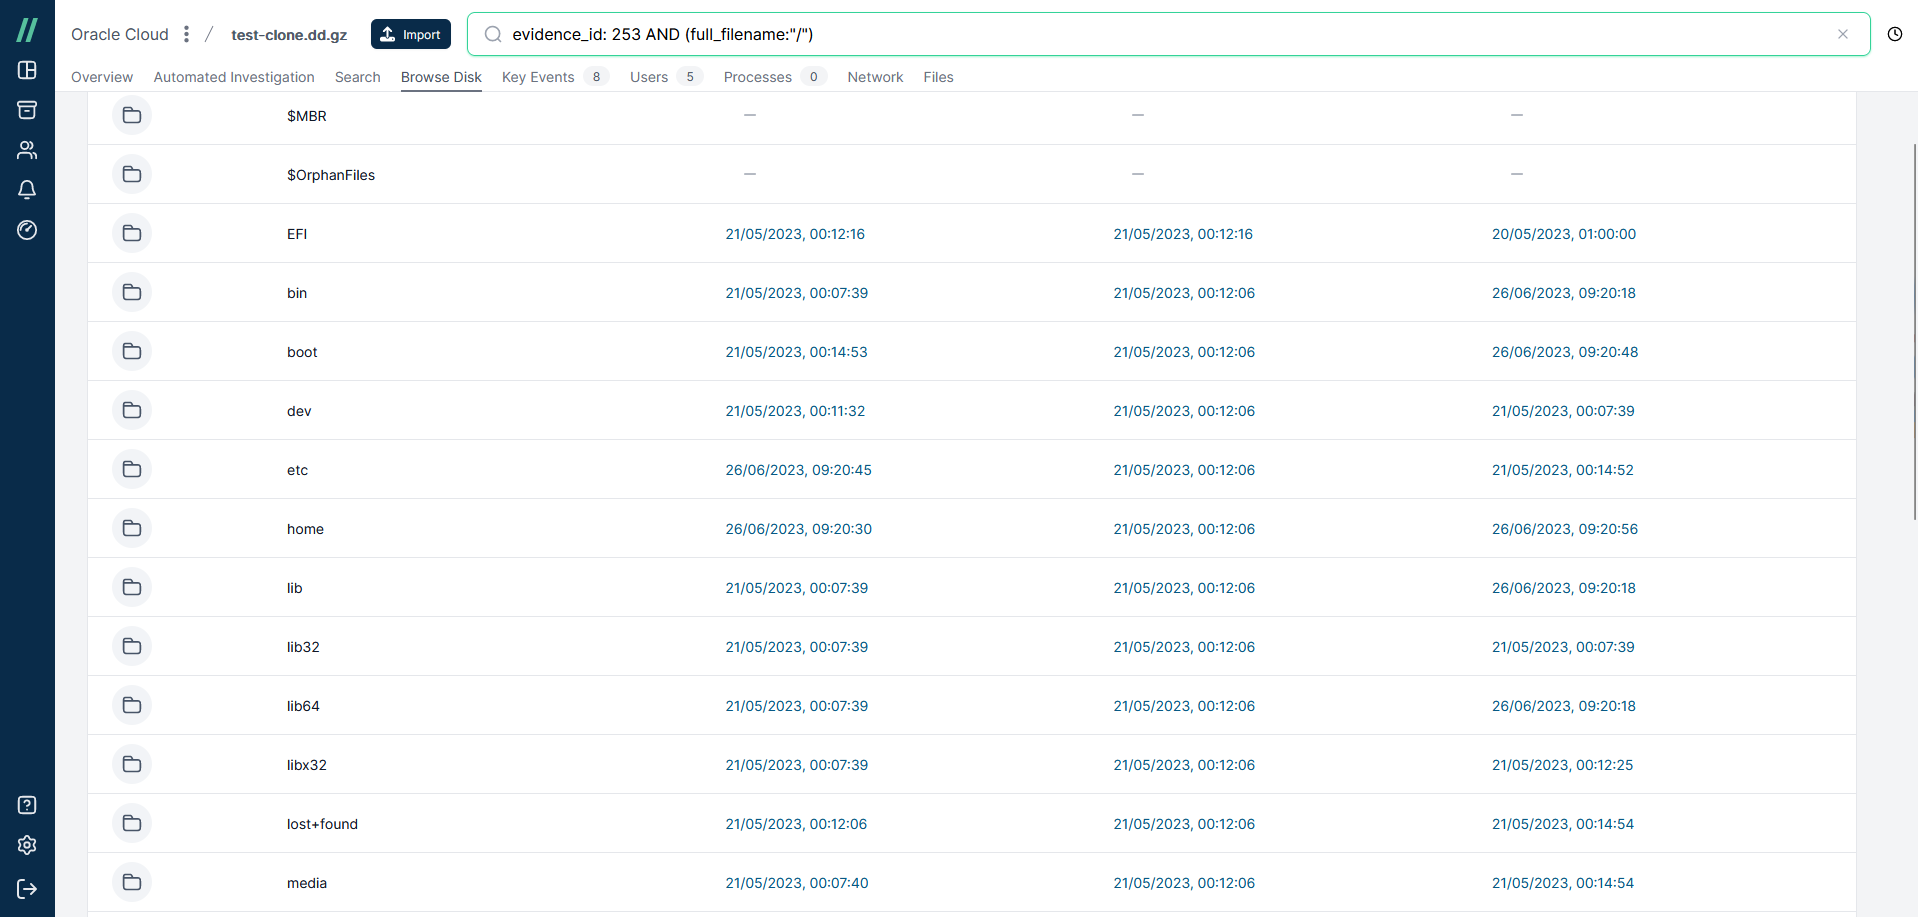 Oracle Cloud / test-clone.dd.gz Import evidence_id: 253 AND (full_filename:"/")
Overview Automated Investigation Search Browse Disk Key Events 8 Users 5 Processes 0 Network Files
$MBR — — —
$OrphanFiles — — —
EFI 21/05/2023, 00:12:16 21/05/2023, 00:12:16 20/05/2023, 01:00:00
bin 21/05/2023, 00:07:39 21/05/2023, 00:12:06 26/06/2023, 09:20:18
boot 21/05/2023, 00:14:53 21/05/2023, 00:12:06 26/06/2023, 09:20:48
dev 21/05/2023, 00:11:32 21/05/2023, 00:12:06 21/05/2023, 00:07:39
etc 26/06/2023, 09:20:45 21/05/2023, 00:12:06 21/05/2023, 00:14:52
home 26/06/2023, 09:20:30 21/05/2023, 00:12:06 26/06/2023, 09:20:56
lib 21/05/2023, 00:07:39 21/05/2023, 00:12:06 26/06/2023, 09:20:18
lib32 21/05/2023, 00:07:39 21/05/2023, 00:12:06 21/05/2023, 00:07:39
lib64 21/05/2023, 00:07:39 21/05/2023, 00:12:06 26/06/2023, 09:20:18
libx32 21/05/2023, 00:07:39 21/05/2023, 00:12:06 21/05/2023, 00:12:25
lost+found 21/05/2023, 00:12:06 21/05/2023, 00:12:06 21/05/2023, 00:14:54
media 21/05/2023, 00:07:40 21/05/2023, 00:12:06 21/05/2023, 00:14:54